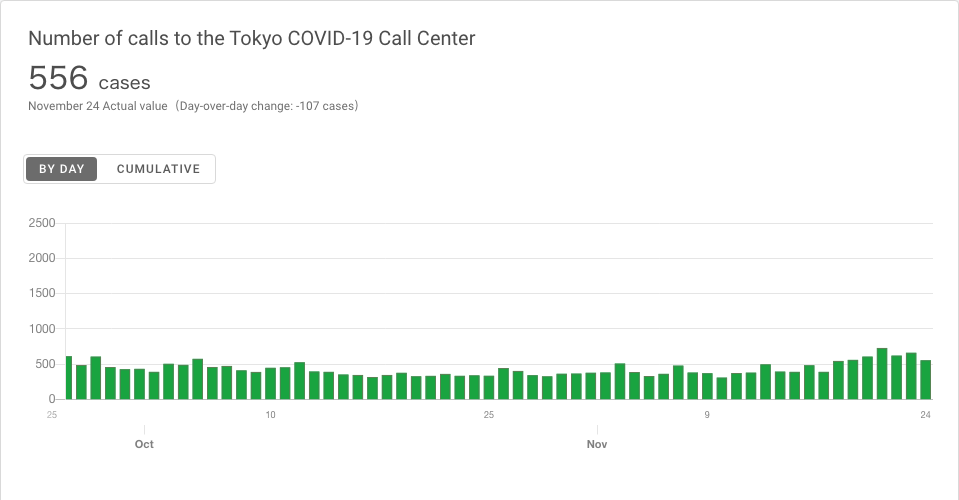 Number of calls to the Tokyo COVID-19 Call Center
556 cases
November 24 Actual value（Day-over-day change: -107 cases）
BY DAY CUMULATIVE
2500
2000
1500
1000
500
0
25 10 25 9 24
Oct Nov